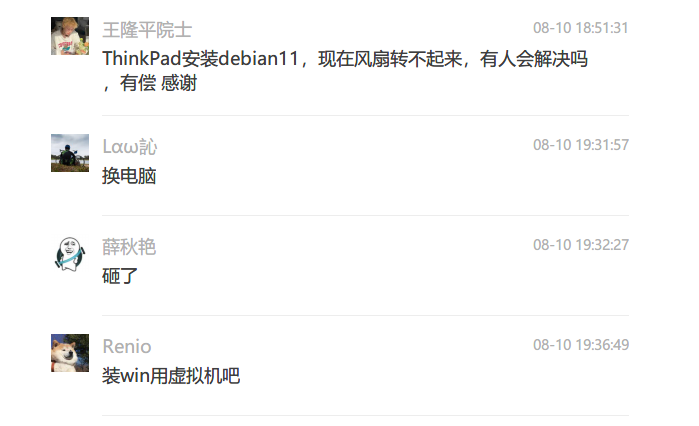 王隆平院士 08-10 18:51:31
ThinkPad安装debian11，现在风扇转不起来，有人会解决吗
，有偿 感谢
Lαω訫 08-10 19:31:57
换电脑
薛秋艳 08-10 19:32:27
砸了
Renio 08-10 19:36:49
装win用虚拟机吧